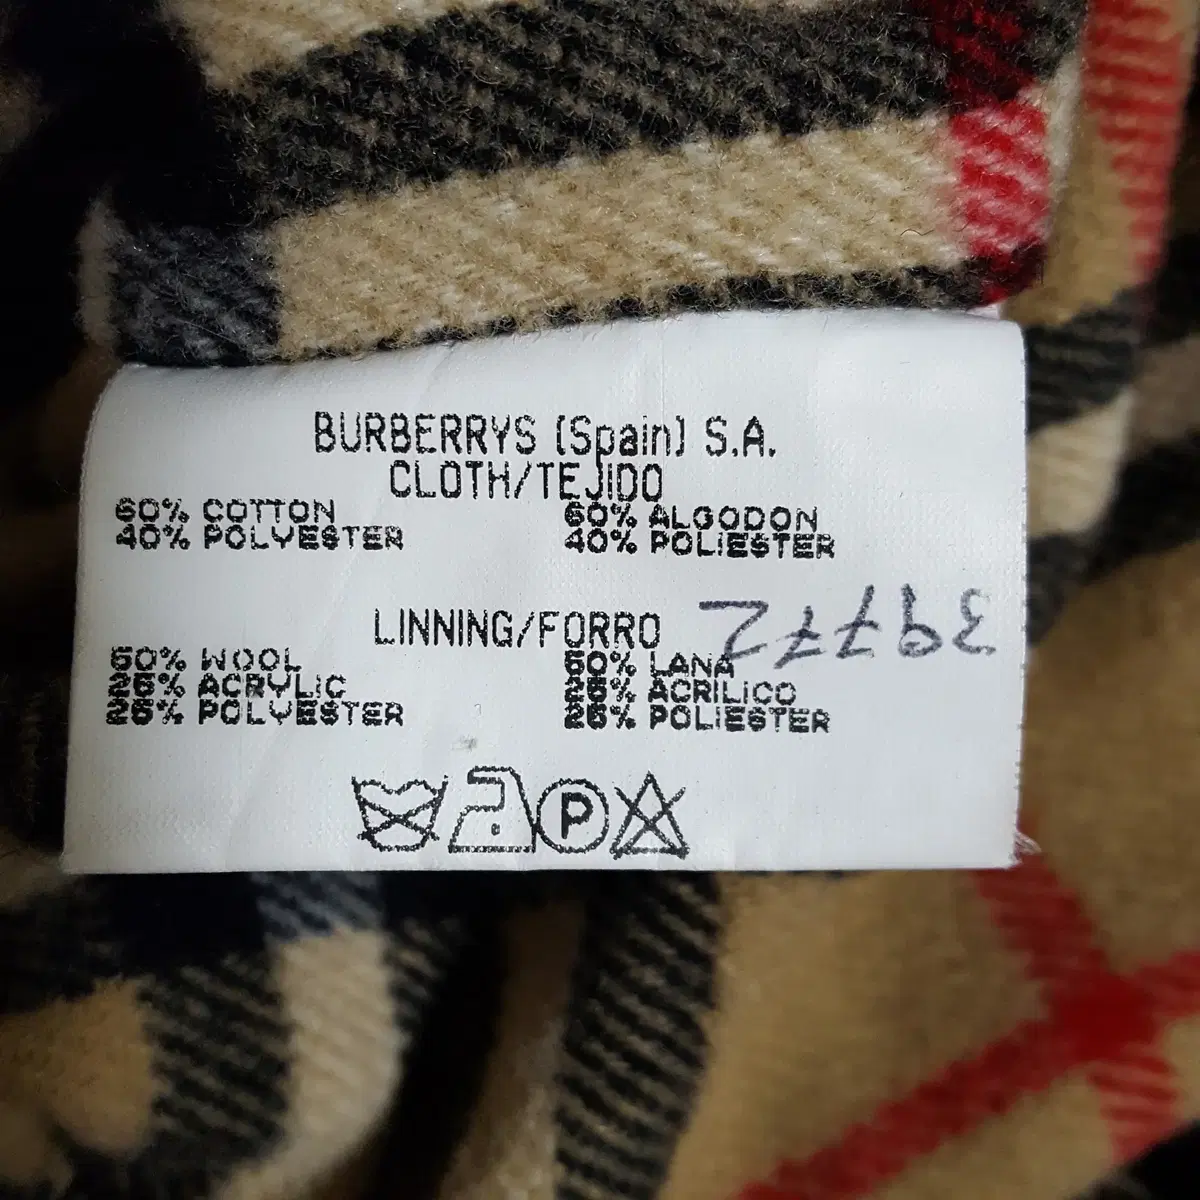 BURBERRYS (Spain) S.A.
CLOTH/TEJIDO
60% COTTON 60% ALGODON
40% POLYESTER 40% POLIESTER
39772
LINNING/FORRO
50% WOOL 50% LANA
25% ACRYLIC 25% ACRILICO
25% POLYESTER 25% POLIESTER
P